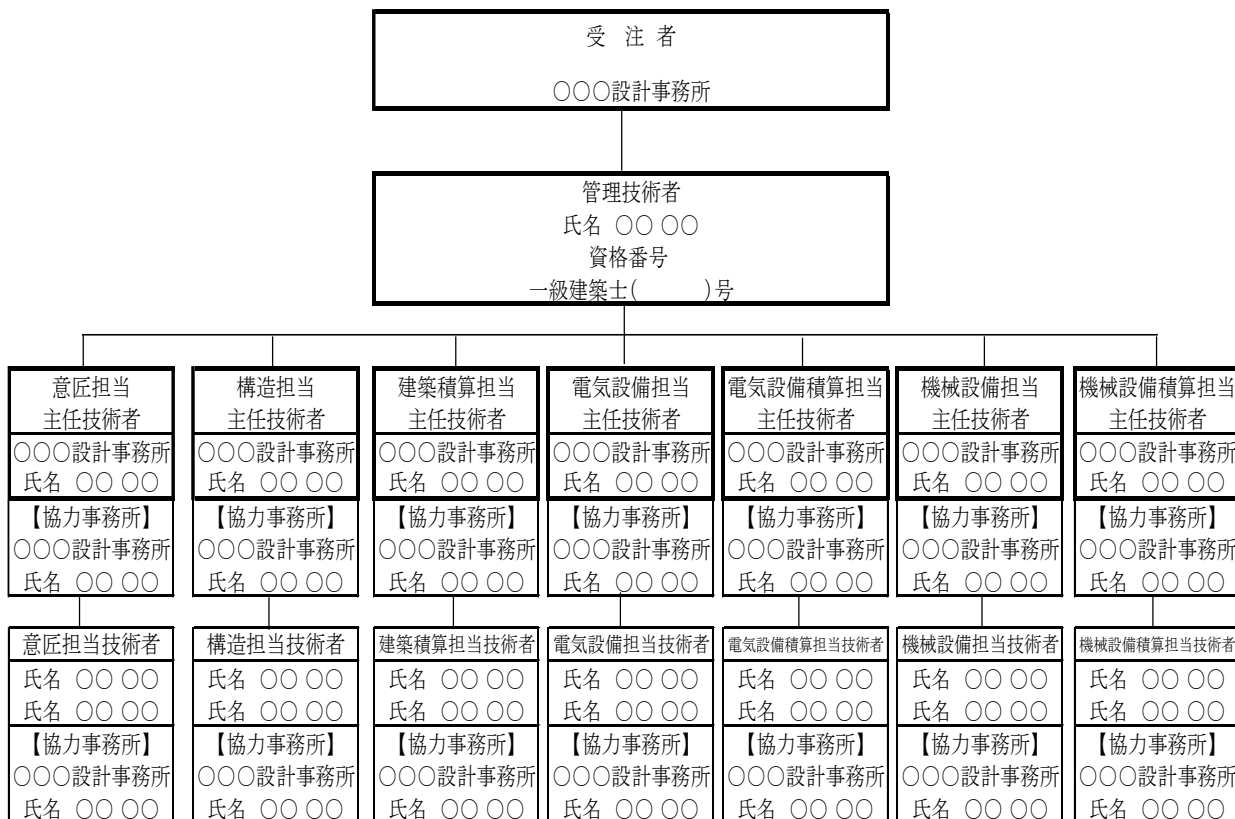 受 注 者
○○○設計事務所
管理技術者
氏名 ○○ ○○
資格番号
一級建築士(　　　)号
意匠担当
主任技術者
○○○設計事務所
氏名 ○○ ○○
【協力事務所】
○○○設計事務所
氏名 ○○ ○○
構造担当
主任技術者
○○○設計事務所
氏名 ○○ ○○
【協力事務所】
○○○設計事務所
氏名 ○○ ○○
建築積算担当
主任技術者
○○○設計事務所
氏名 ○○ ○○
【協力事務所】
○○○設計事務所
氏名 ○○ ○○
電気設備担当
主任技術者
○○○設計事務所
氏名 ○○ ○○
【協力事務所】
○○○設計事務所
氏名 ○○ ○○
電気設備積算担当
主任技術者
○○○設計事務所
氏名 ○○ ○○
【協力事務所】
○○○設計事務所
氏名 ○○ ○○
機械設備担当
主任技術者
○○○設計事務所
氏名 ○○ ○○
【協力事務所】
○○○設計事務所
氏名 ○○ ○○
機械設備積算担当
主任技術者
○○○設計事務所
氏名 ○○ ○○
【協力事務所】
○○○設計事務所
氏名 ○○ ○○
意匠担当技術者
氏名 ○○ ○○
氏名 ○○ ○○
【協力事務所】
○○○設計事務所
氏名 ○○ ○○
構造担当技術者
氏名 ○○ ○○
氏名 ○○ ○○
【協力事務所】
○○○設計事務所
氏名 ○○ ○○
建築積算担当技術者
氏名 ○○ ○○
氏名 ○○ ○○
【協力事務所】
○○○設計事務所
氏名 ○○ ○○
電気設備担当技術者
氏名 ○○ ○○
氏名 ○○ ○○
【協力事務所】
○○○設計事務所
氏名 ○○ ○○
電気設備積算担当技術者
氏名 ○○ ○○
氏名 ○○ ○○
【協力事務所】
○○○設計事務所
氏名 ○○ ○○
機械設備担当技術者
氏名 ○○ ○○
氏名 ○○ ○○
【協力事務所】
○○○設計事務所
氏名 ○○ ○○
機械設備積算担当技術者
氏名 ○○ ○○
氏名 ○○ ○○
【協力事務所】
○○○設計事務所
氏名 ○○ ○○